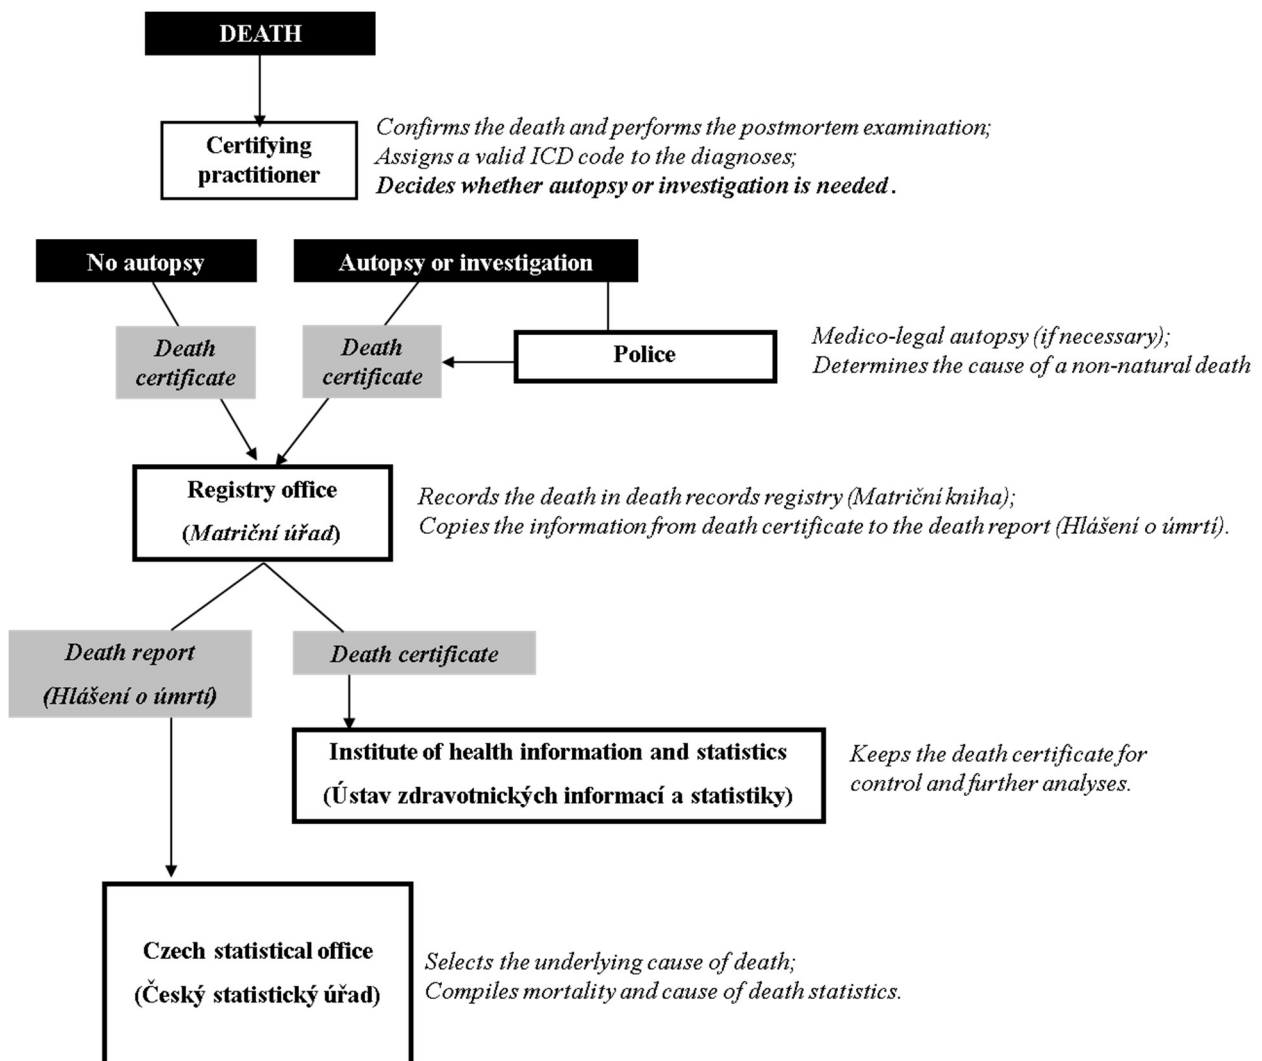 DEATH
Certifying
practitioner
Confirms the death and performs the postmortem examination;
Assigns a valid ICD code to the diagnoses;
Decides whether autopsy or investigation is needed.
No autopsy
Autopsy or investigation
Death
certificate
Death
certificate
Police
Medico-legal autopsy (if necessary);
Determines the cause of a non-natural death
Registry office
(Matriční úřad)
Records the death in death records registry (Matriční kniha);
Copies the information from death certificate to the death report (Hlášení o úmrtí).
Death report
(Hlášení o úmrtí)
Death certificate
Institute of health information and statistics
(Ústav zdravotnických informací a statistiky)
Keeps the death certificate for
control and further analyses.
Czech statistical office
(Český statistický úřad)
Selects the underlying cause of death;
Compiles mortality and cause of death statistics.